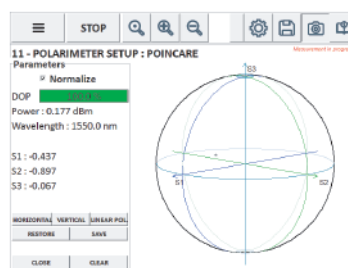 STOP
Measurement in progre
11 - POLARIMETER SETUP : POINCARE
Parameters
Normalize
DOP
Power : 0.177 dBm
Wavelength : 1550.0 nm
S1 : -0.437
S2 : -0.897
S3 : -0.067
S3
S1
S2
HORIZONTAL VERTICAL LINEAR POL.
RESTORE SAVE
CLOSE CLEAR